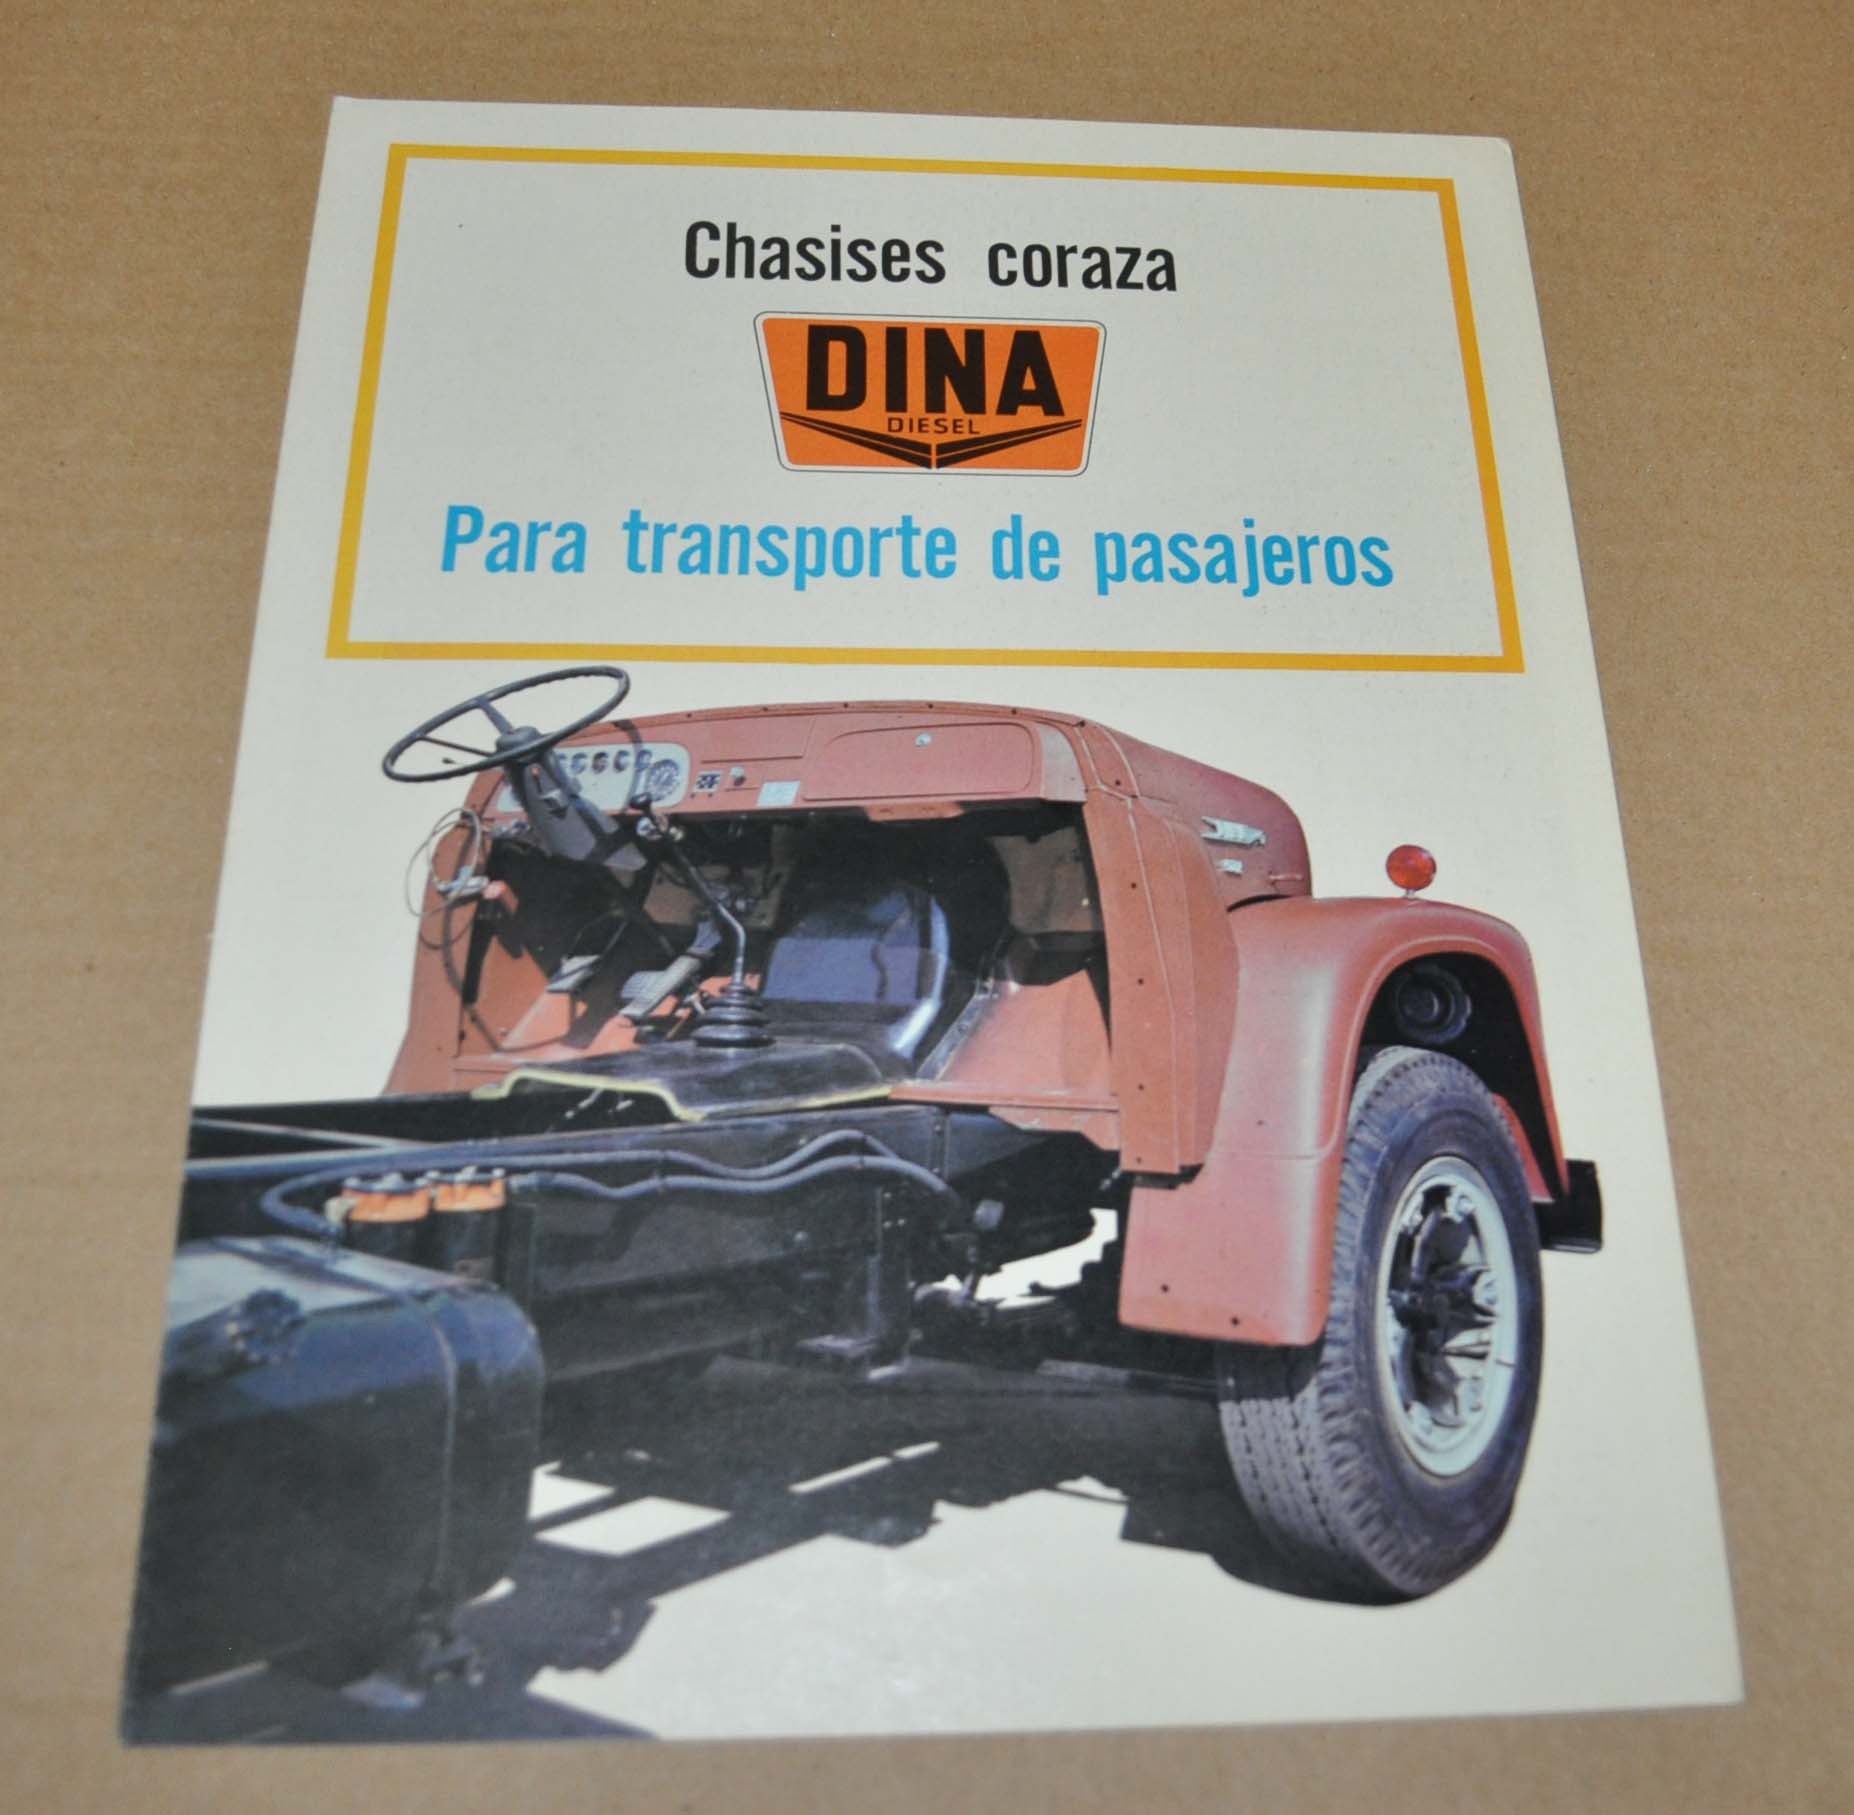 Chasises coraza
DINA
DIESEL
Para transporte de pasajeros